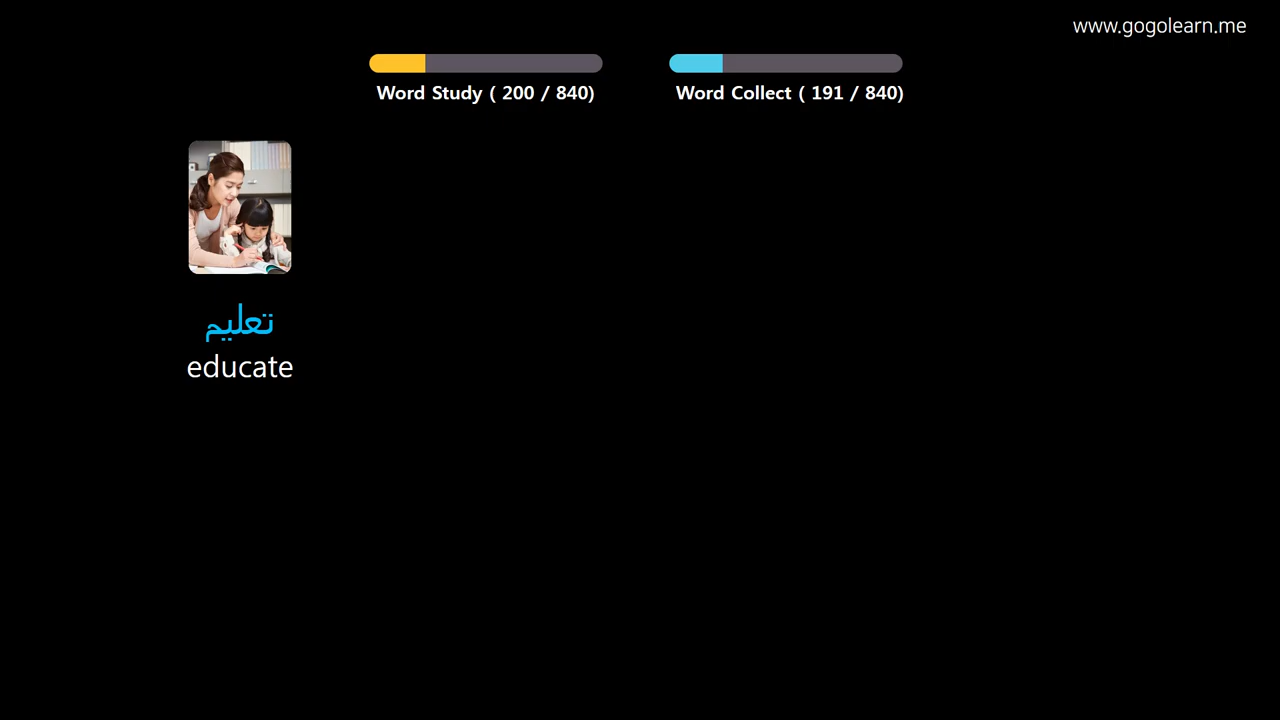 www.gogolearn.me
Word Study ( 200 / 840)
Word Collect ( 191 / 840)
تعليم
educate